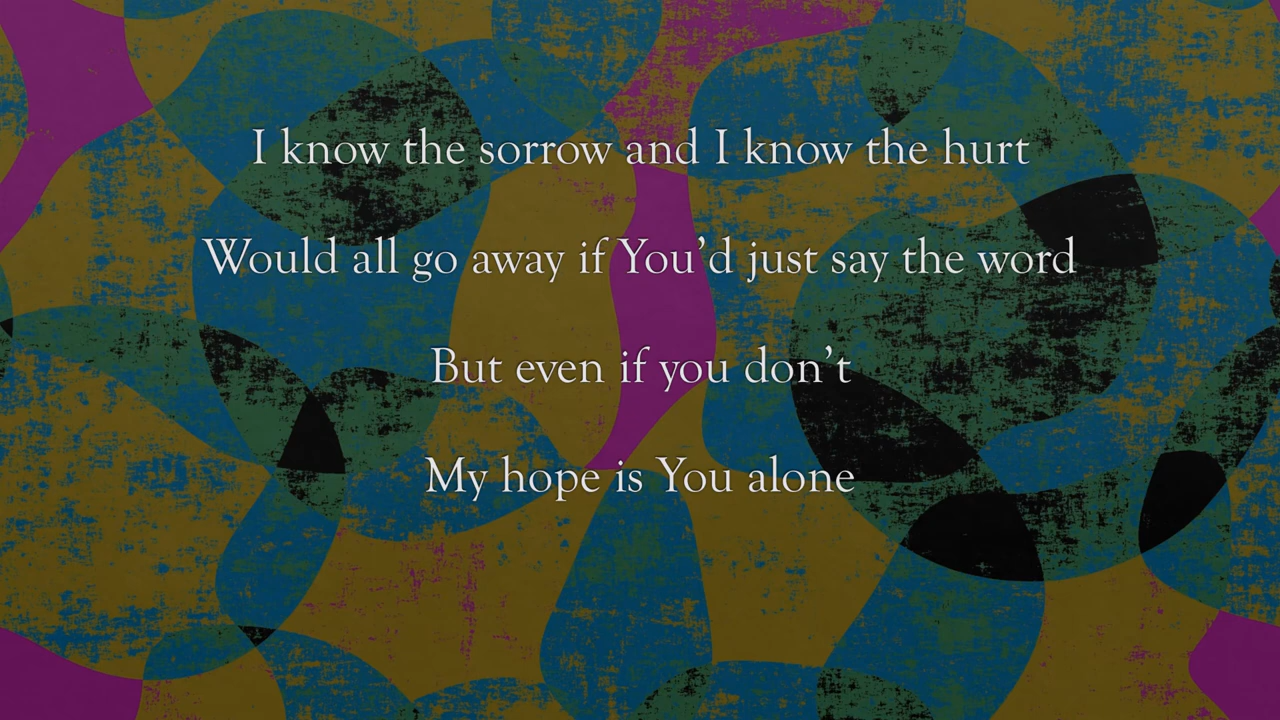 I know the sorrow and I know the hurt
Would all go away if You’d just say the word
But even if you don’t
My hope is You alone